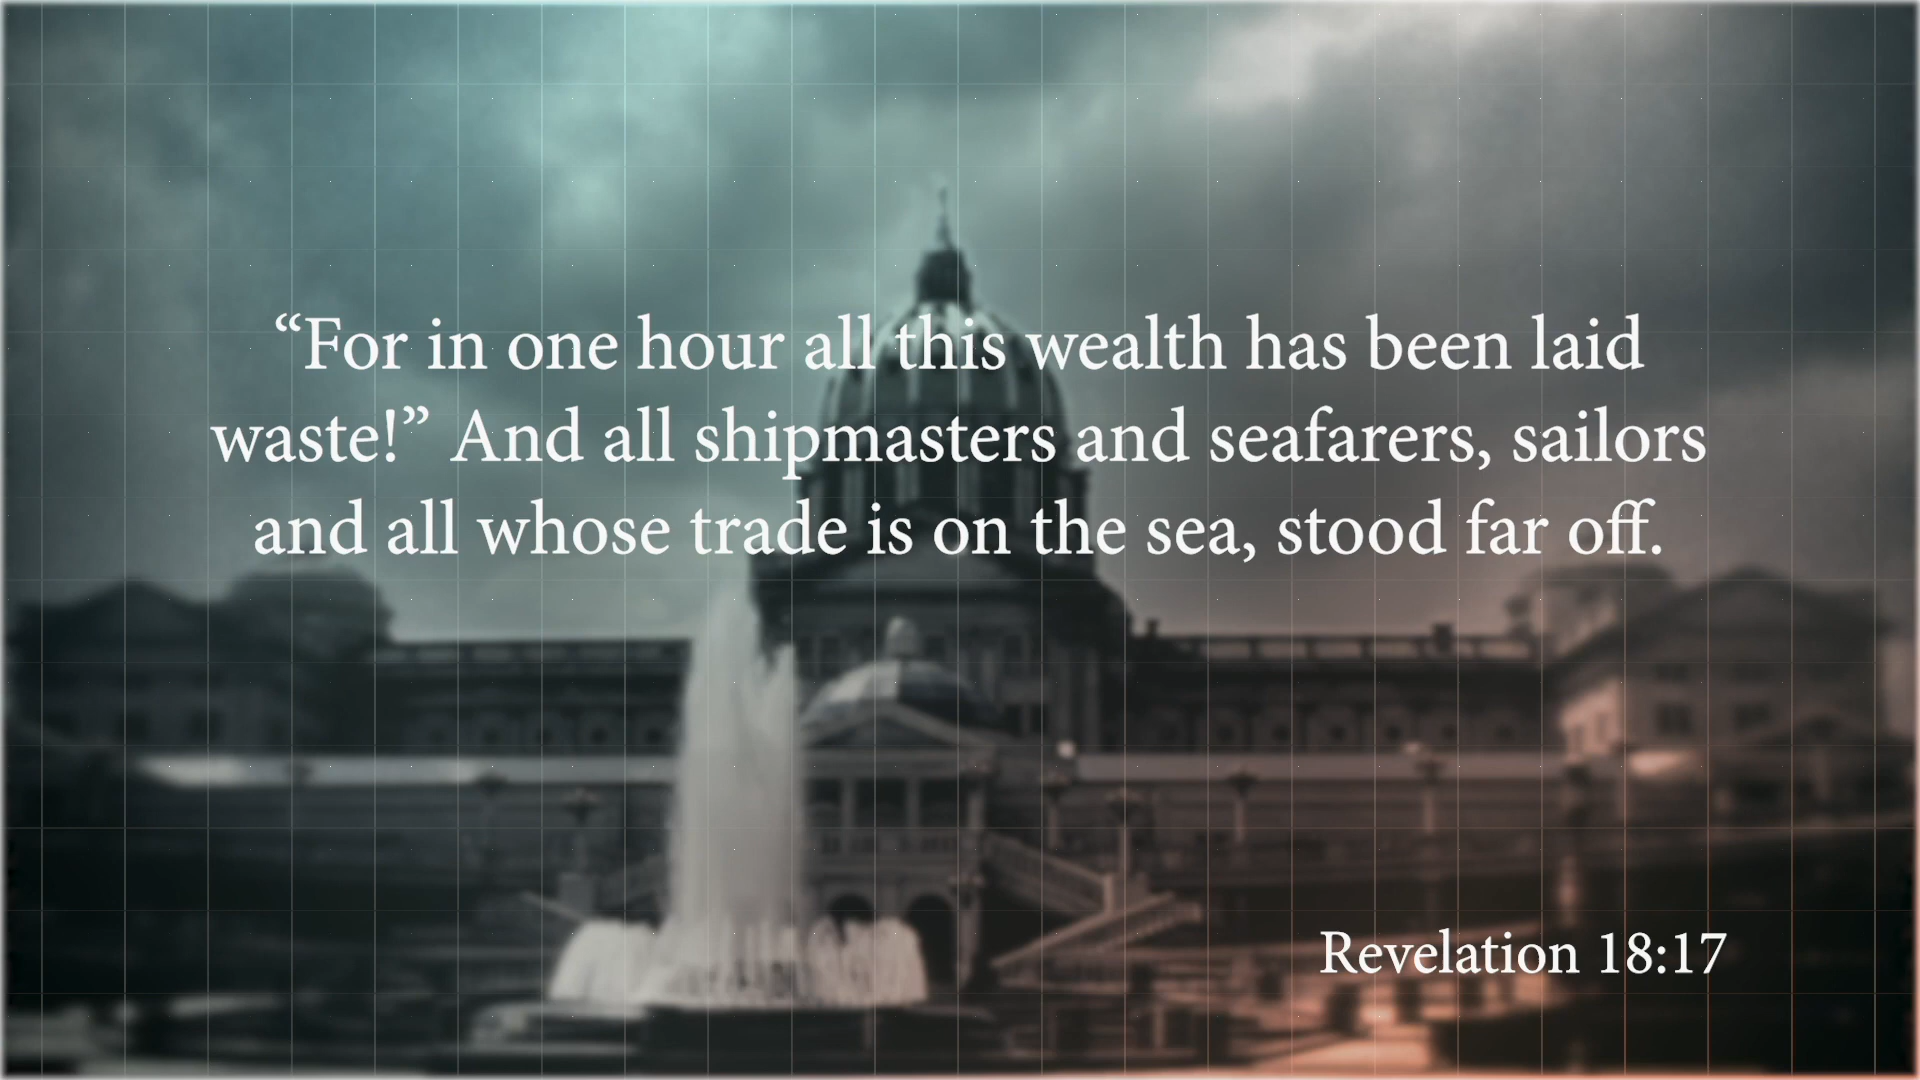 “For in one hour all this wealth has been laid
waste!” And all shipmasters and seafarers, sailors
and all whose trade is on the sea, stood far off.
Revelation 18:17